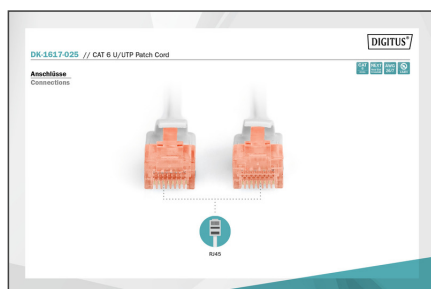 DIGITUS®
DK-1617-025 // CAT 6 U/UTP Patch Cord
Anschlüsse
Connections
RJ45